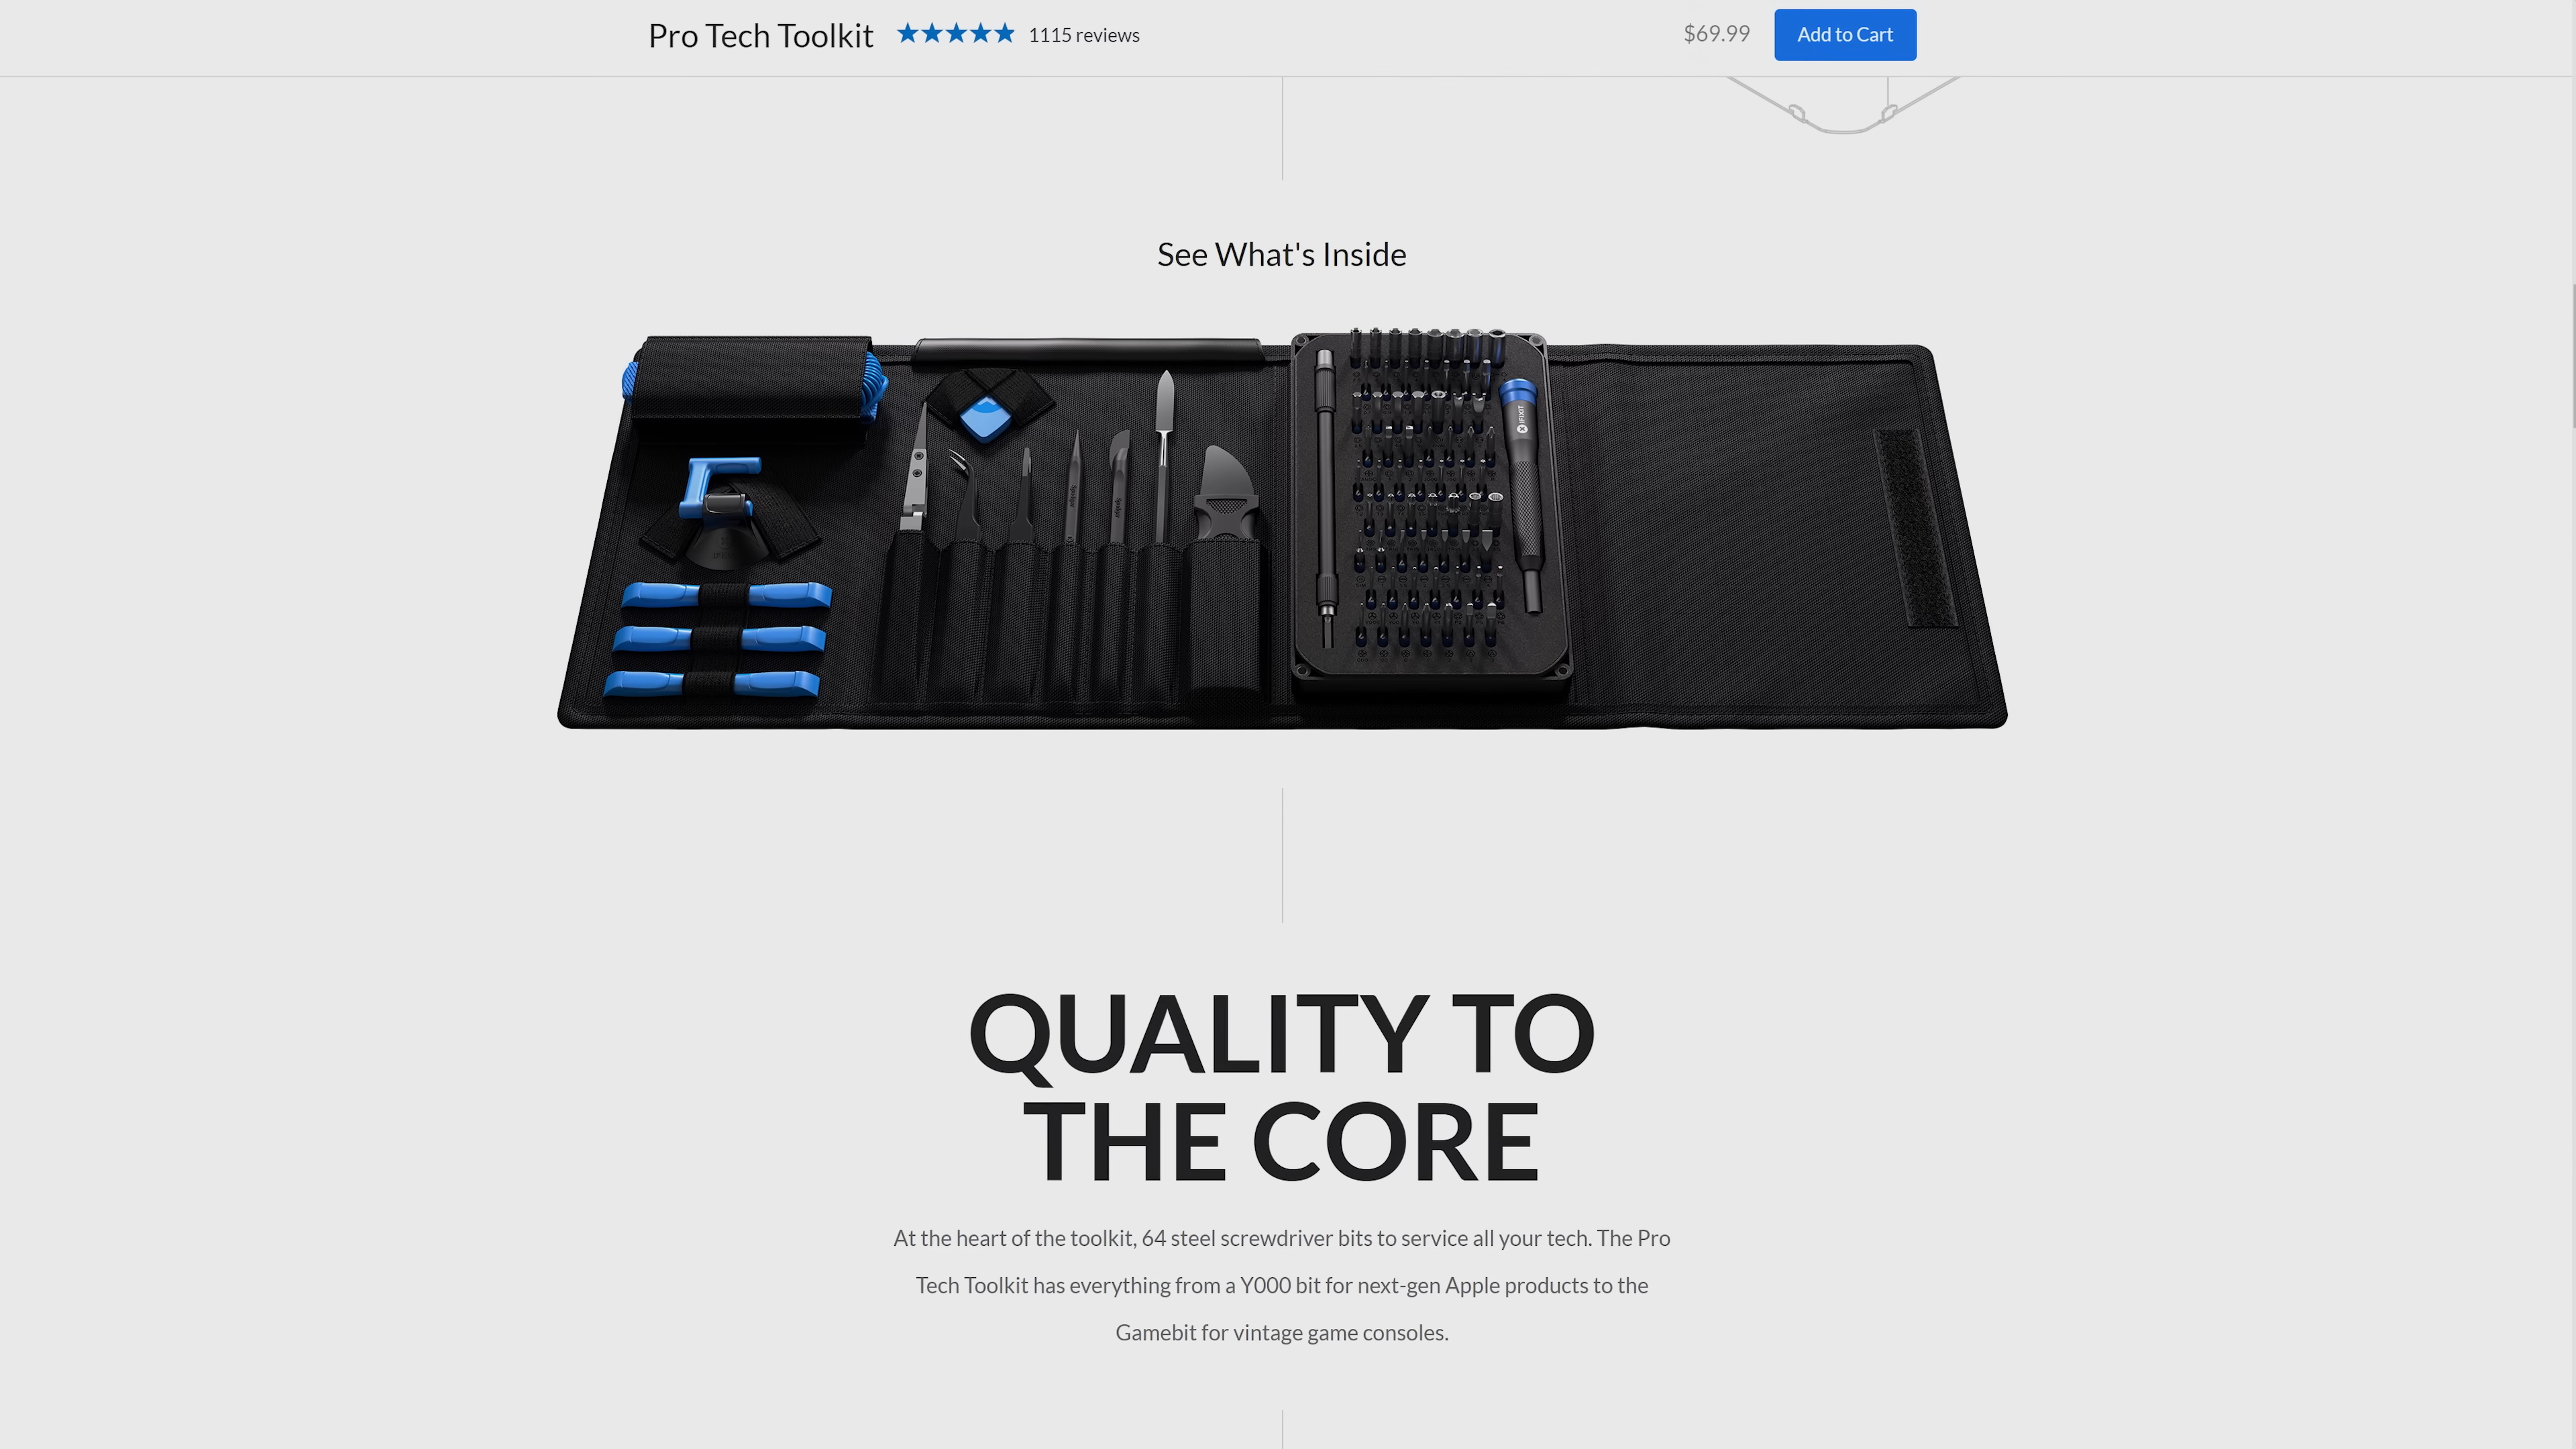 Pro Tech Toolkit 1115 reviews $69.99 Add to Cart
See What's Inside
IFIXIT
QUALITY TO
THE CORE
At the heart of the toolkit, 64 steel screwdriver bits to service all your tech. The Pro
Tech Toolkit has everything from a Y000 bit for next-gen Apple products to the
Gamebit for vintage game consoles.